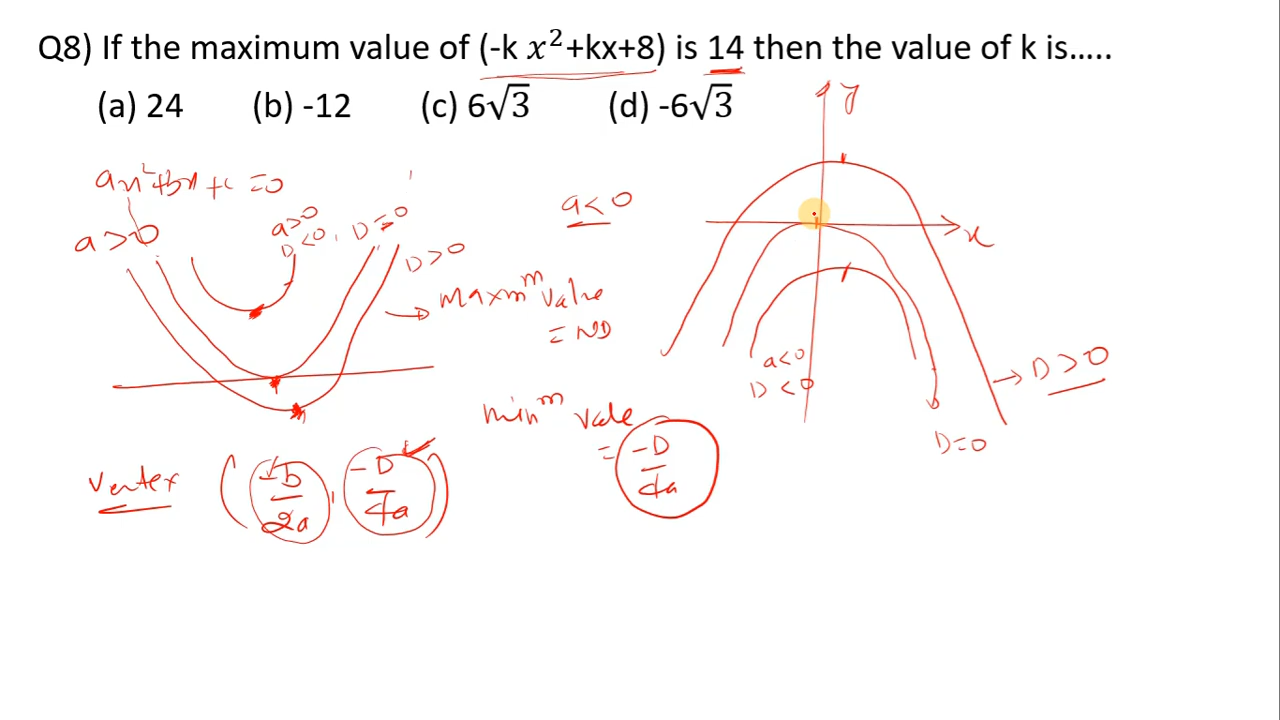 Q8) If the maximum value of (-k x²+kx+8) is 14 then the value of k is.....
(a) 24 (b) -12 (c) 6√3 (d) -6√3
y
ax²+bx+c =0
a>0
a>0
D<0, D=0
D>0
a<0
x
Maxm^m value
= ND
a<0
D<0
D>0
D=0
min^m vale
= -D/4a
Vertex (-b/2a, -D/4a)